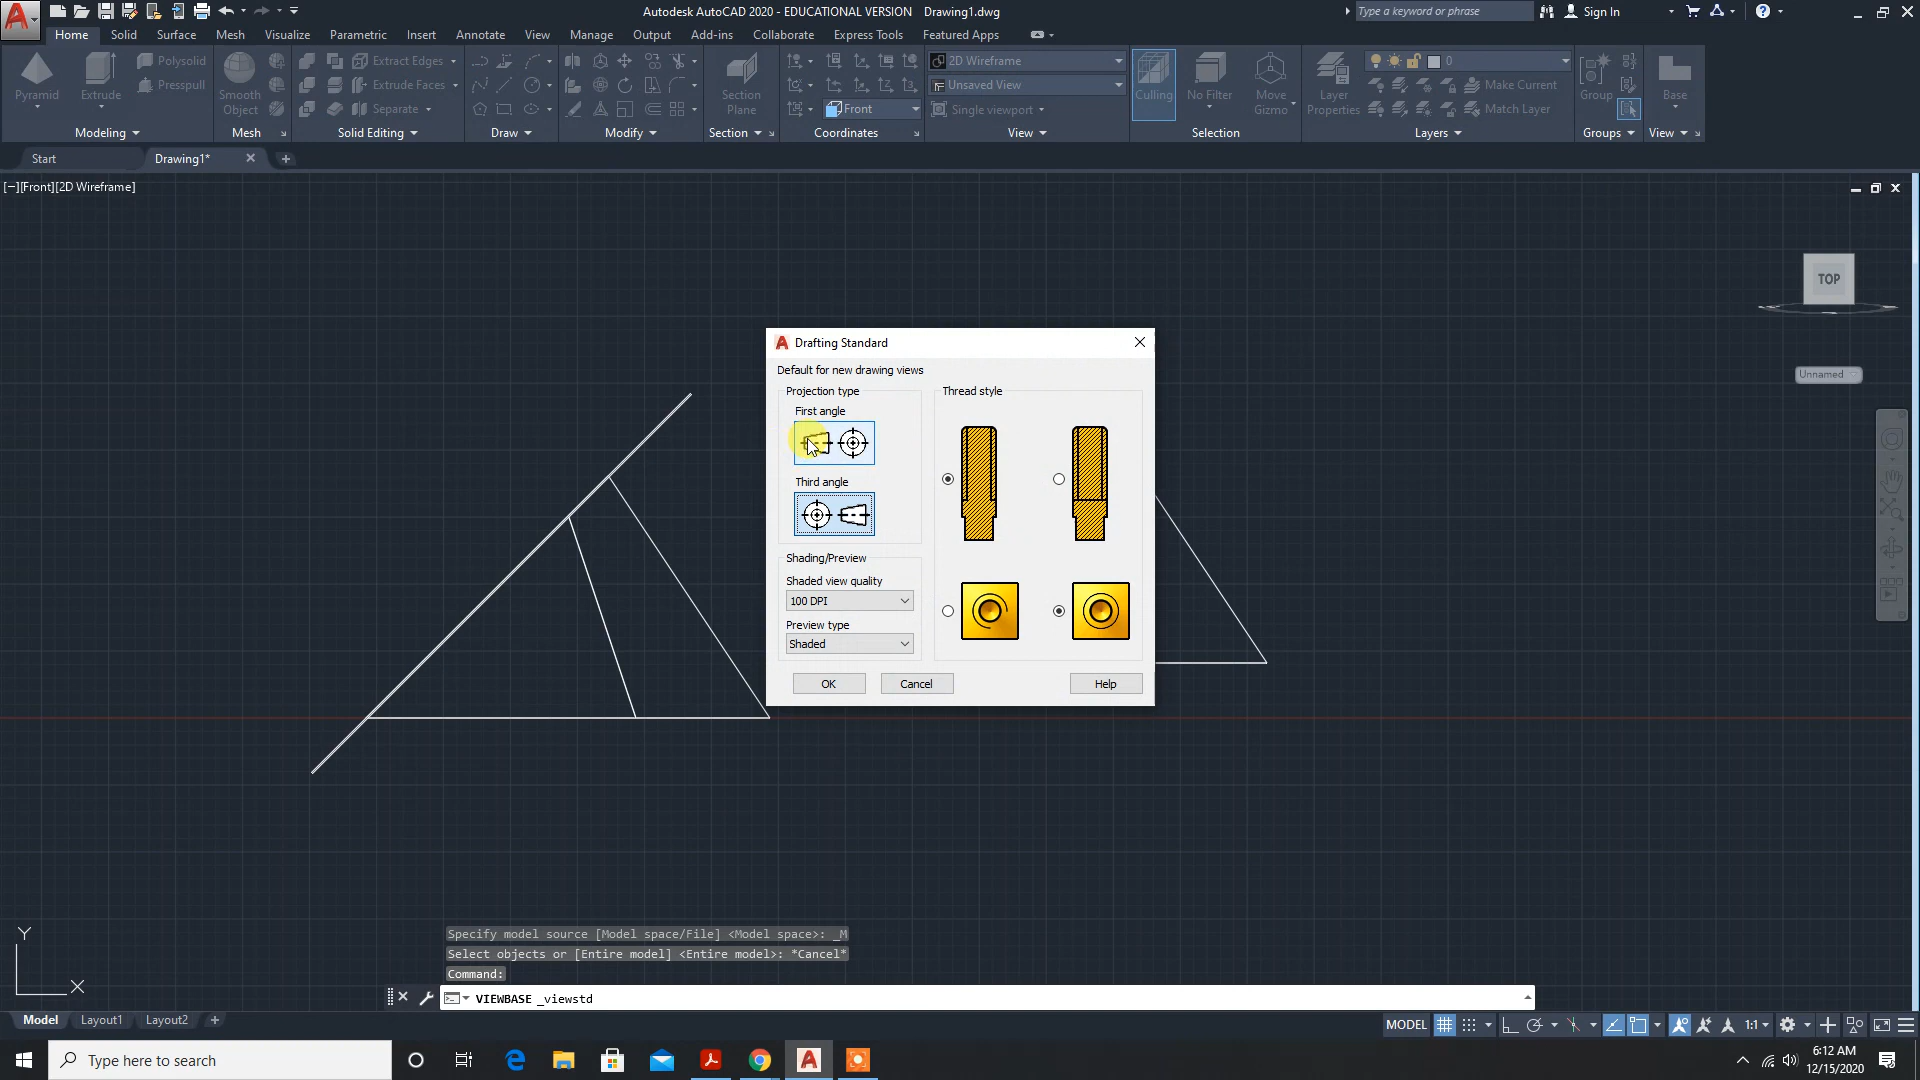 Autodesk AutoCAD 2020 - EDUCATIONAL VERSION Drawing1.dwg
Type a keyword or phrase
Sign In
Home Solid Surface Mesh Visualize Parametric Insert Annotate View Manage Output Add-ins Collaborate Express Tools Featured Apps
Polysolid
Presspull
Pyramid
Extrude
Smooth Object
Extract Edges
Extrude Faces
Separate
Section Plane
Front
2D Wireframe
Unsaved View
Single viewport
Culling
No Filter
Move Gizmo
Layer Properties
0
Make Current
Match Layer
Group
Base
Modeling Mesh Solid Editing Draw Modify Section Coordinates View Selection Layers Groups View
Start
Drawing1*
[−][Front][2D Wireframe]
TOP
Unnamed
Drafting Standard
Default for new drawing views
Projection type
First angle
Third angle
Thread style
Shading/Preview
Shaded view quality
100 DPI
Preview type
Shaded
OK
Cancel
Help
Y
X
Specify model source [Model space/File] <Model space>: _M
Select objects or [Entire model] <Entire model>: *Cancel*
Command:
VIEWBASE _viewstd
Model Layout1 Layout2
MODEL
1:1
Type here to search
6:12 AM
12/15/2020